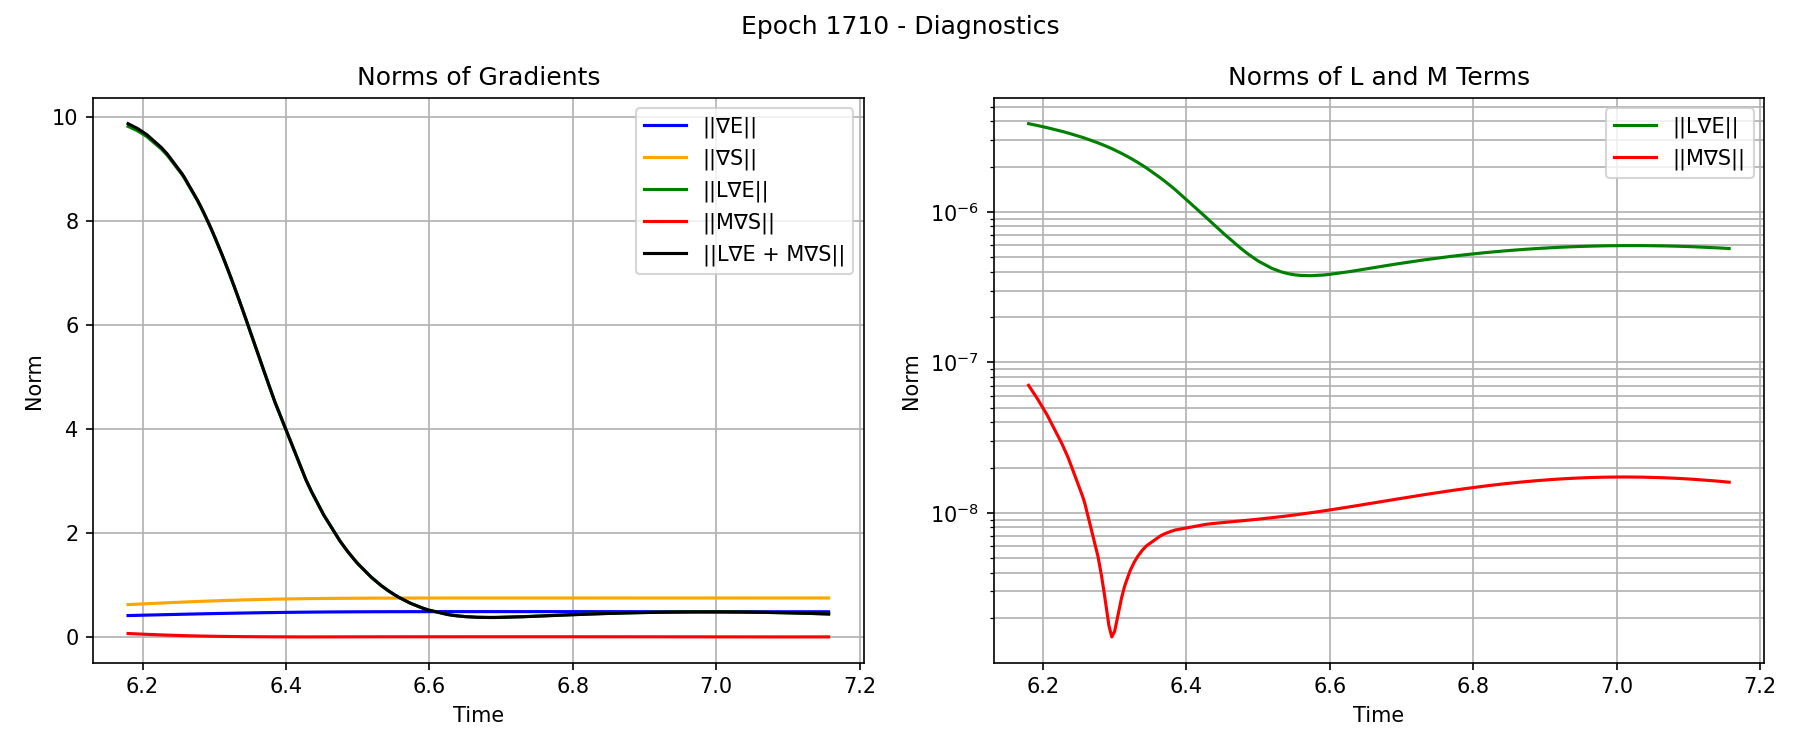 Epoch 1710 - Diagnostics
Norms of Gradients
Norm
10
8
6
4
2
0
||∇E||
||∇S||
||L∇E||
||M∇S||
||L∇E + M∇S||
6.2 6.4 6.6 6.8 7.0 7.2
Time
Norms of L and M Terms
Norm
10⁻⁶
10⁻⁷
10⁻⁸
||L∇E||
||M∇S||
6.2 6.4 6.6 6.8 7.0 7.2
Time